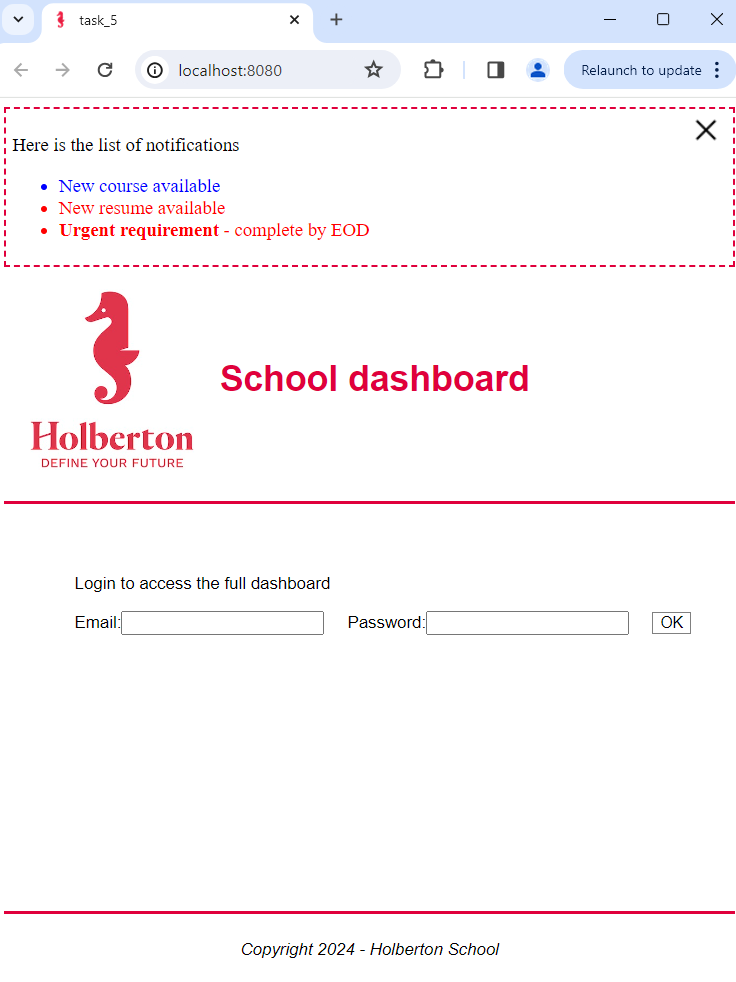 task_5
localhost:8080
Relaunch to update
Here is the list of notifications
New course available
New resume available
Urgent requirement - complete by EOD
School dashboard
Holberton
DEFINE YOUR FUTURE
Login to access the full dashboard
Email: Password: OK
Copyright 2024 - Holberton School